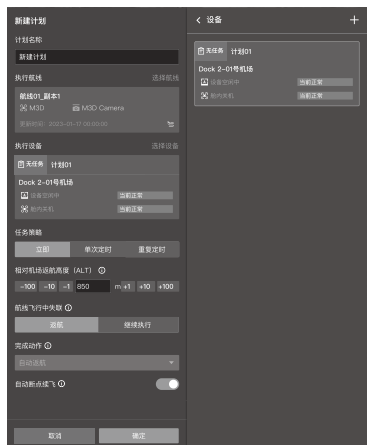 新建计划
计划名称
新建计划
执行航线 选择航线
航线01_副本1
M3D M3D Camera
更新时间：2023-01-17 00:00:00
执行设备 选择设备
无任务 计划01
Dock 2-01号机场
设备空闲中 当前正常
舱内关机 当前正常
任务策略
立即 单次定时 重复定时
相对机场返航高度（ALT）
-100 -10 -1 850 m +1 +10 +100
航线飞行中失联
返航 继续执行
完成动作
自动返航
自动断点续飞
取消 确定
设备
无任务 计划01
Dock 2-01号机场
设备空闲中 当前正常
舱内关机 当前正常